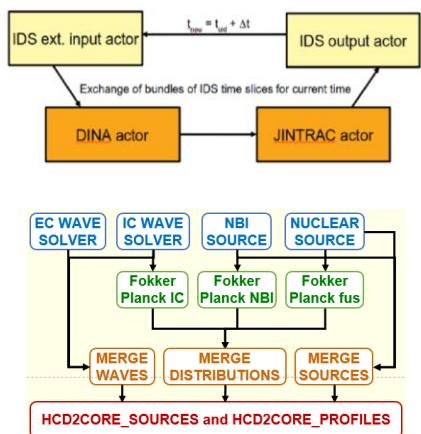 t_new = t_old + Δt
IDS ext. input actor
IDS output actor
Exchange of bundles of IDS time slices for current time
DINA actor
JINTRAC actor
EC WAVE
SOLVER
IC WAVE
SOLVER
NBI
SOURCE
NUCLEAR
SOURCE
Fokker
Planck IC
Fokker
Planck NBI
Fokker
Planck fus
MERGE
WAVES
MERGE
DISTRIBUTIONS
MERGE
SOURCES
HCD2CORE_SOURCES and HCD2CORE_PROFILES